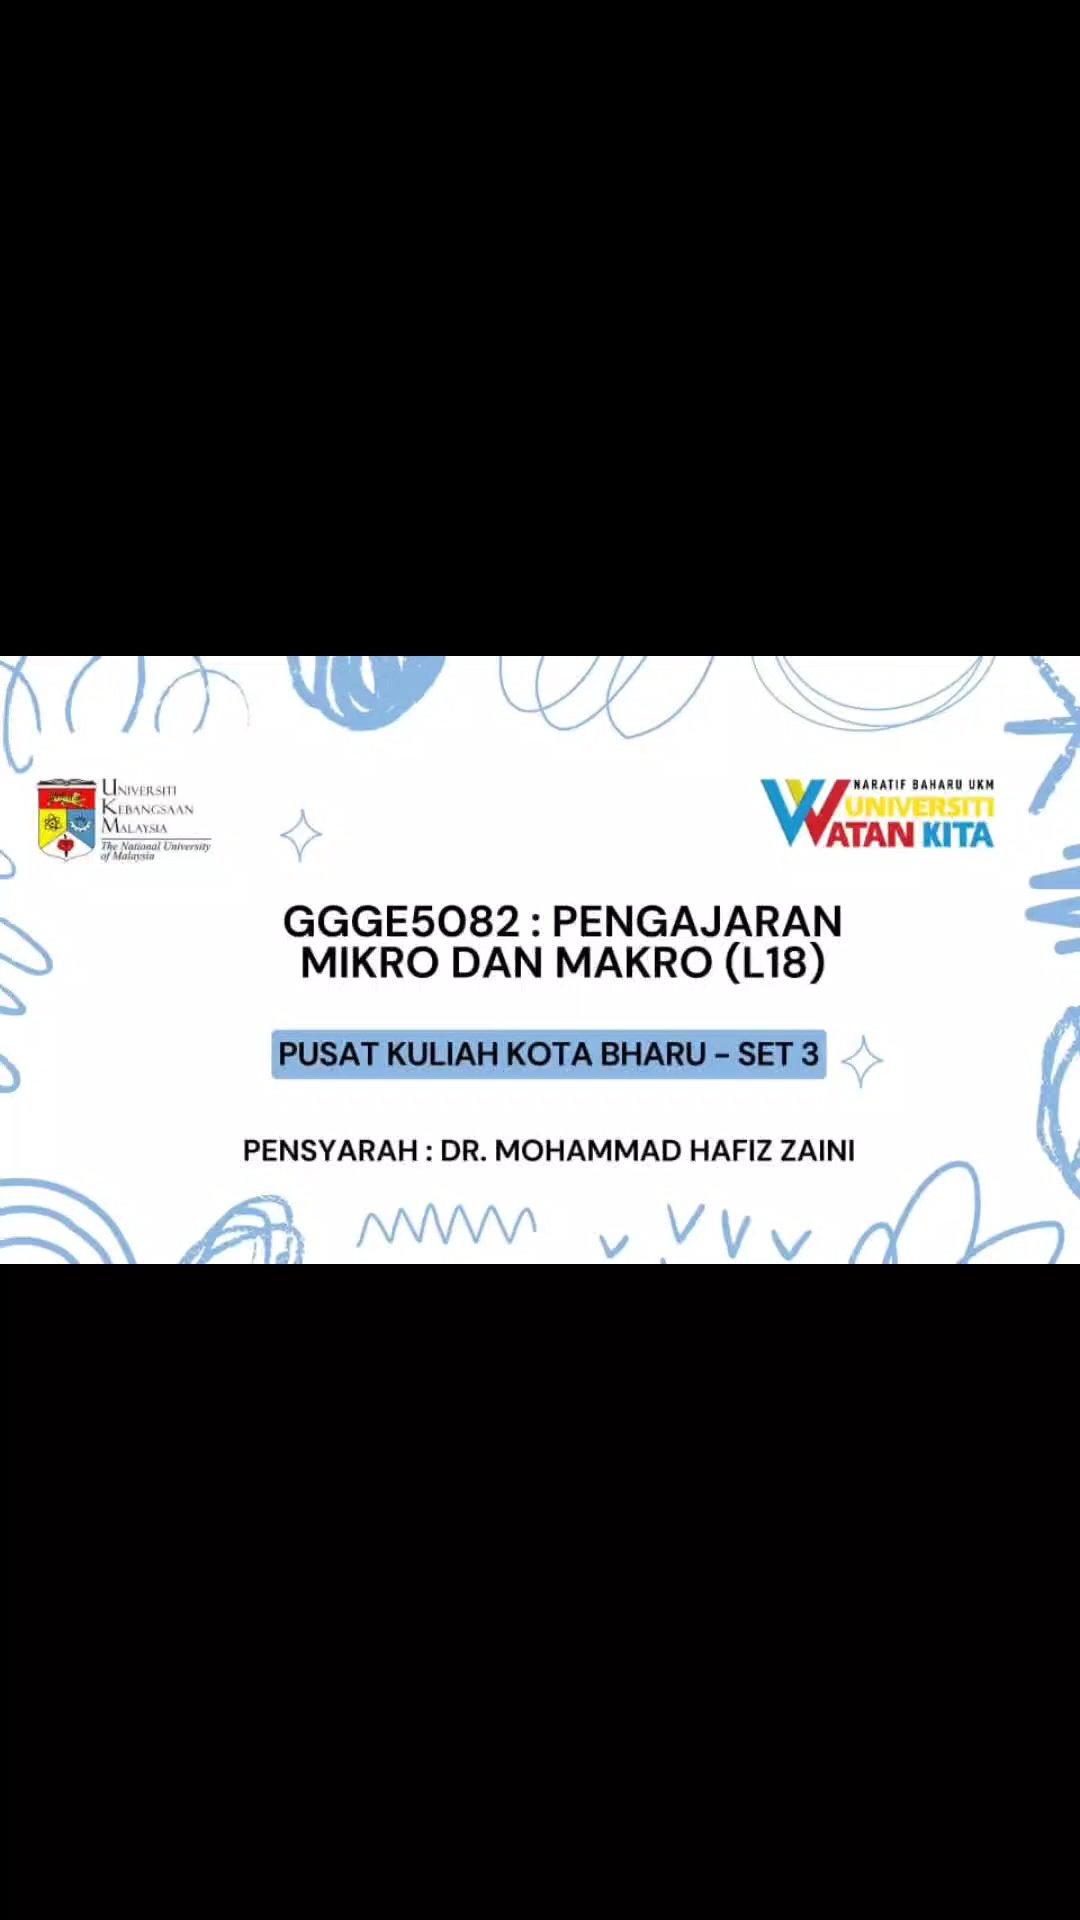 UNIVERSITI
KEBANGSAAN
MALAYSIA
The National University
of Malaysia
NARATIF BAHARU UKM
UNIVERSITI
WATAN KITA
GGGE5082 : PENGAJARAN
MIKRO DAN MAKRO (L18)
PUSAT KULIAH KOTA BHARU - SET 3
PENSYARAH : DR. MOHAMMAD HAFIZ ZAINI